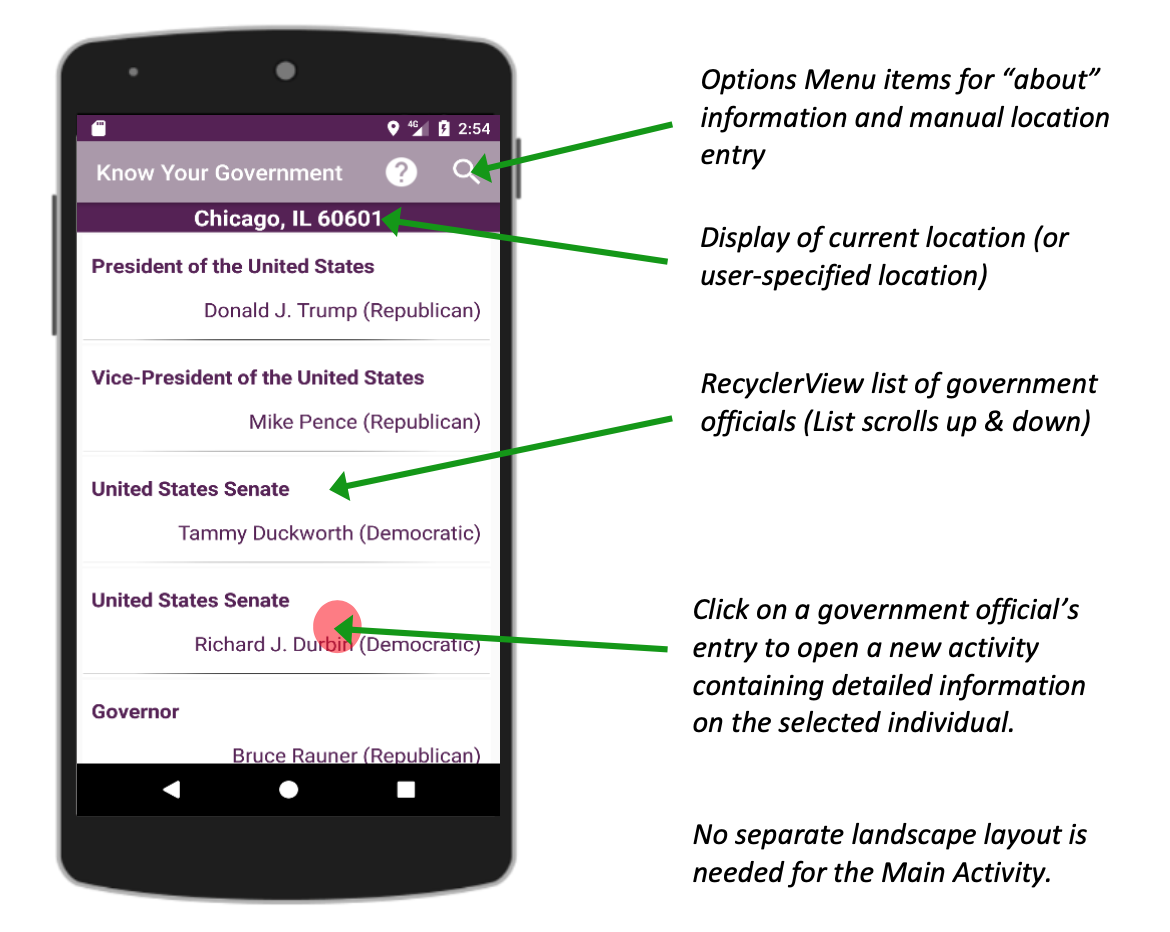 4G 2:54
Know Your Government ?
Chicago, IL 60601
President of the United States
Donald J. Trump (Republican)
Vice-President of the United States
Mike Pence (Republican)
United States Senate
Tammy Duckworth (Democratic)
United States Senate
Richard J. Durbin (Democratic)
Governor
Bruce Rauner (Republican)
Options Menu items for “about”
information and manual location
entry
Display of current location (or
user-specified location)
RecyclerView list of government
officials (List scrolls up & down)
Click on a government official’s
entry to open a new activity
containing detailed information
on the selected individual.
No separate landscape layout is
needed for the Main Activity.